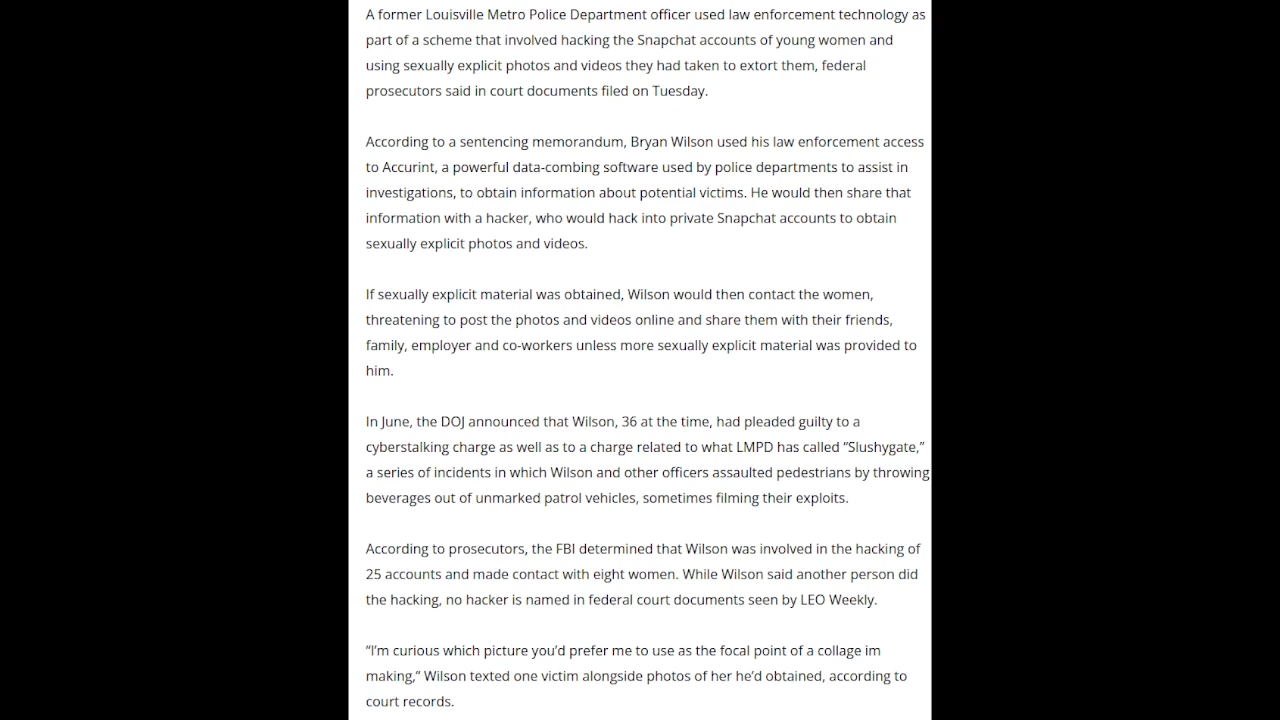 A former Louisville Metro Police Department officer used law enforcement technology as
part of a scheme that involved hacking the Snapchat accounts of young women and
using sexually explicit photos and videos they had taken to extort them, federal
prosecutors said in court documents filed on Tuesday.
According to a sentencing memorandum, Bryan Wilson used his law enforcement access
to Accurint, a powerful data-combing software used by police departments to assist in
investigations, to obtain information about potential victims. He would then share that
information with a hacker, who would hack into private Snapchat accounts to obtain
sexually explicit photos and videos.
If sexually explicit material was obtained, Wilson would then contact the women,
threatening to post the photos and videos online and share them with their friends,
family, employer and co-workers unless more sexually explicit material was provided to
him.
In June, the DOJ announced that Wilson, 36 at the time, had pleaded guilty to a
cyberstalking charge as well as to a charge related to what LMPD has called “Slushygate,”
a series of incidents in which Wilson and other officers assaulted pedestrians by throwing
beverages out of unmarked patrol vehicles, sometimes filming their exploits.
According to prosecutors, the FBI determined that Wilson was involved in the hacking of
25 accounts and made contact with eight women. While Wilson said another person did
the hacking, no hacker is named in federal court documents seen by LEO Weekly.
“I’m curious which picture you’d prefer me to use as the focal point of a collage im
making,” Wilson texted one victim alongside photos of her he’d obtained, according to
court records.